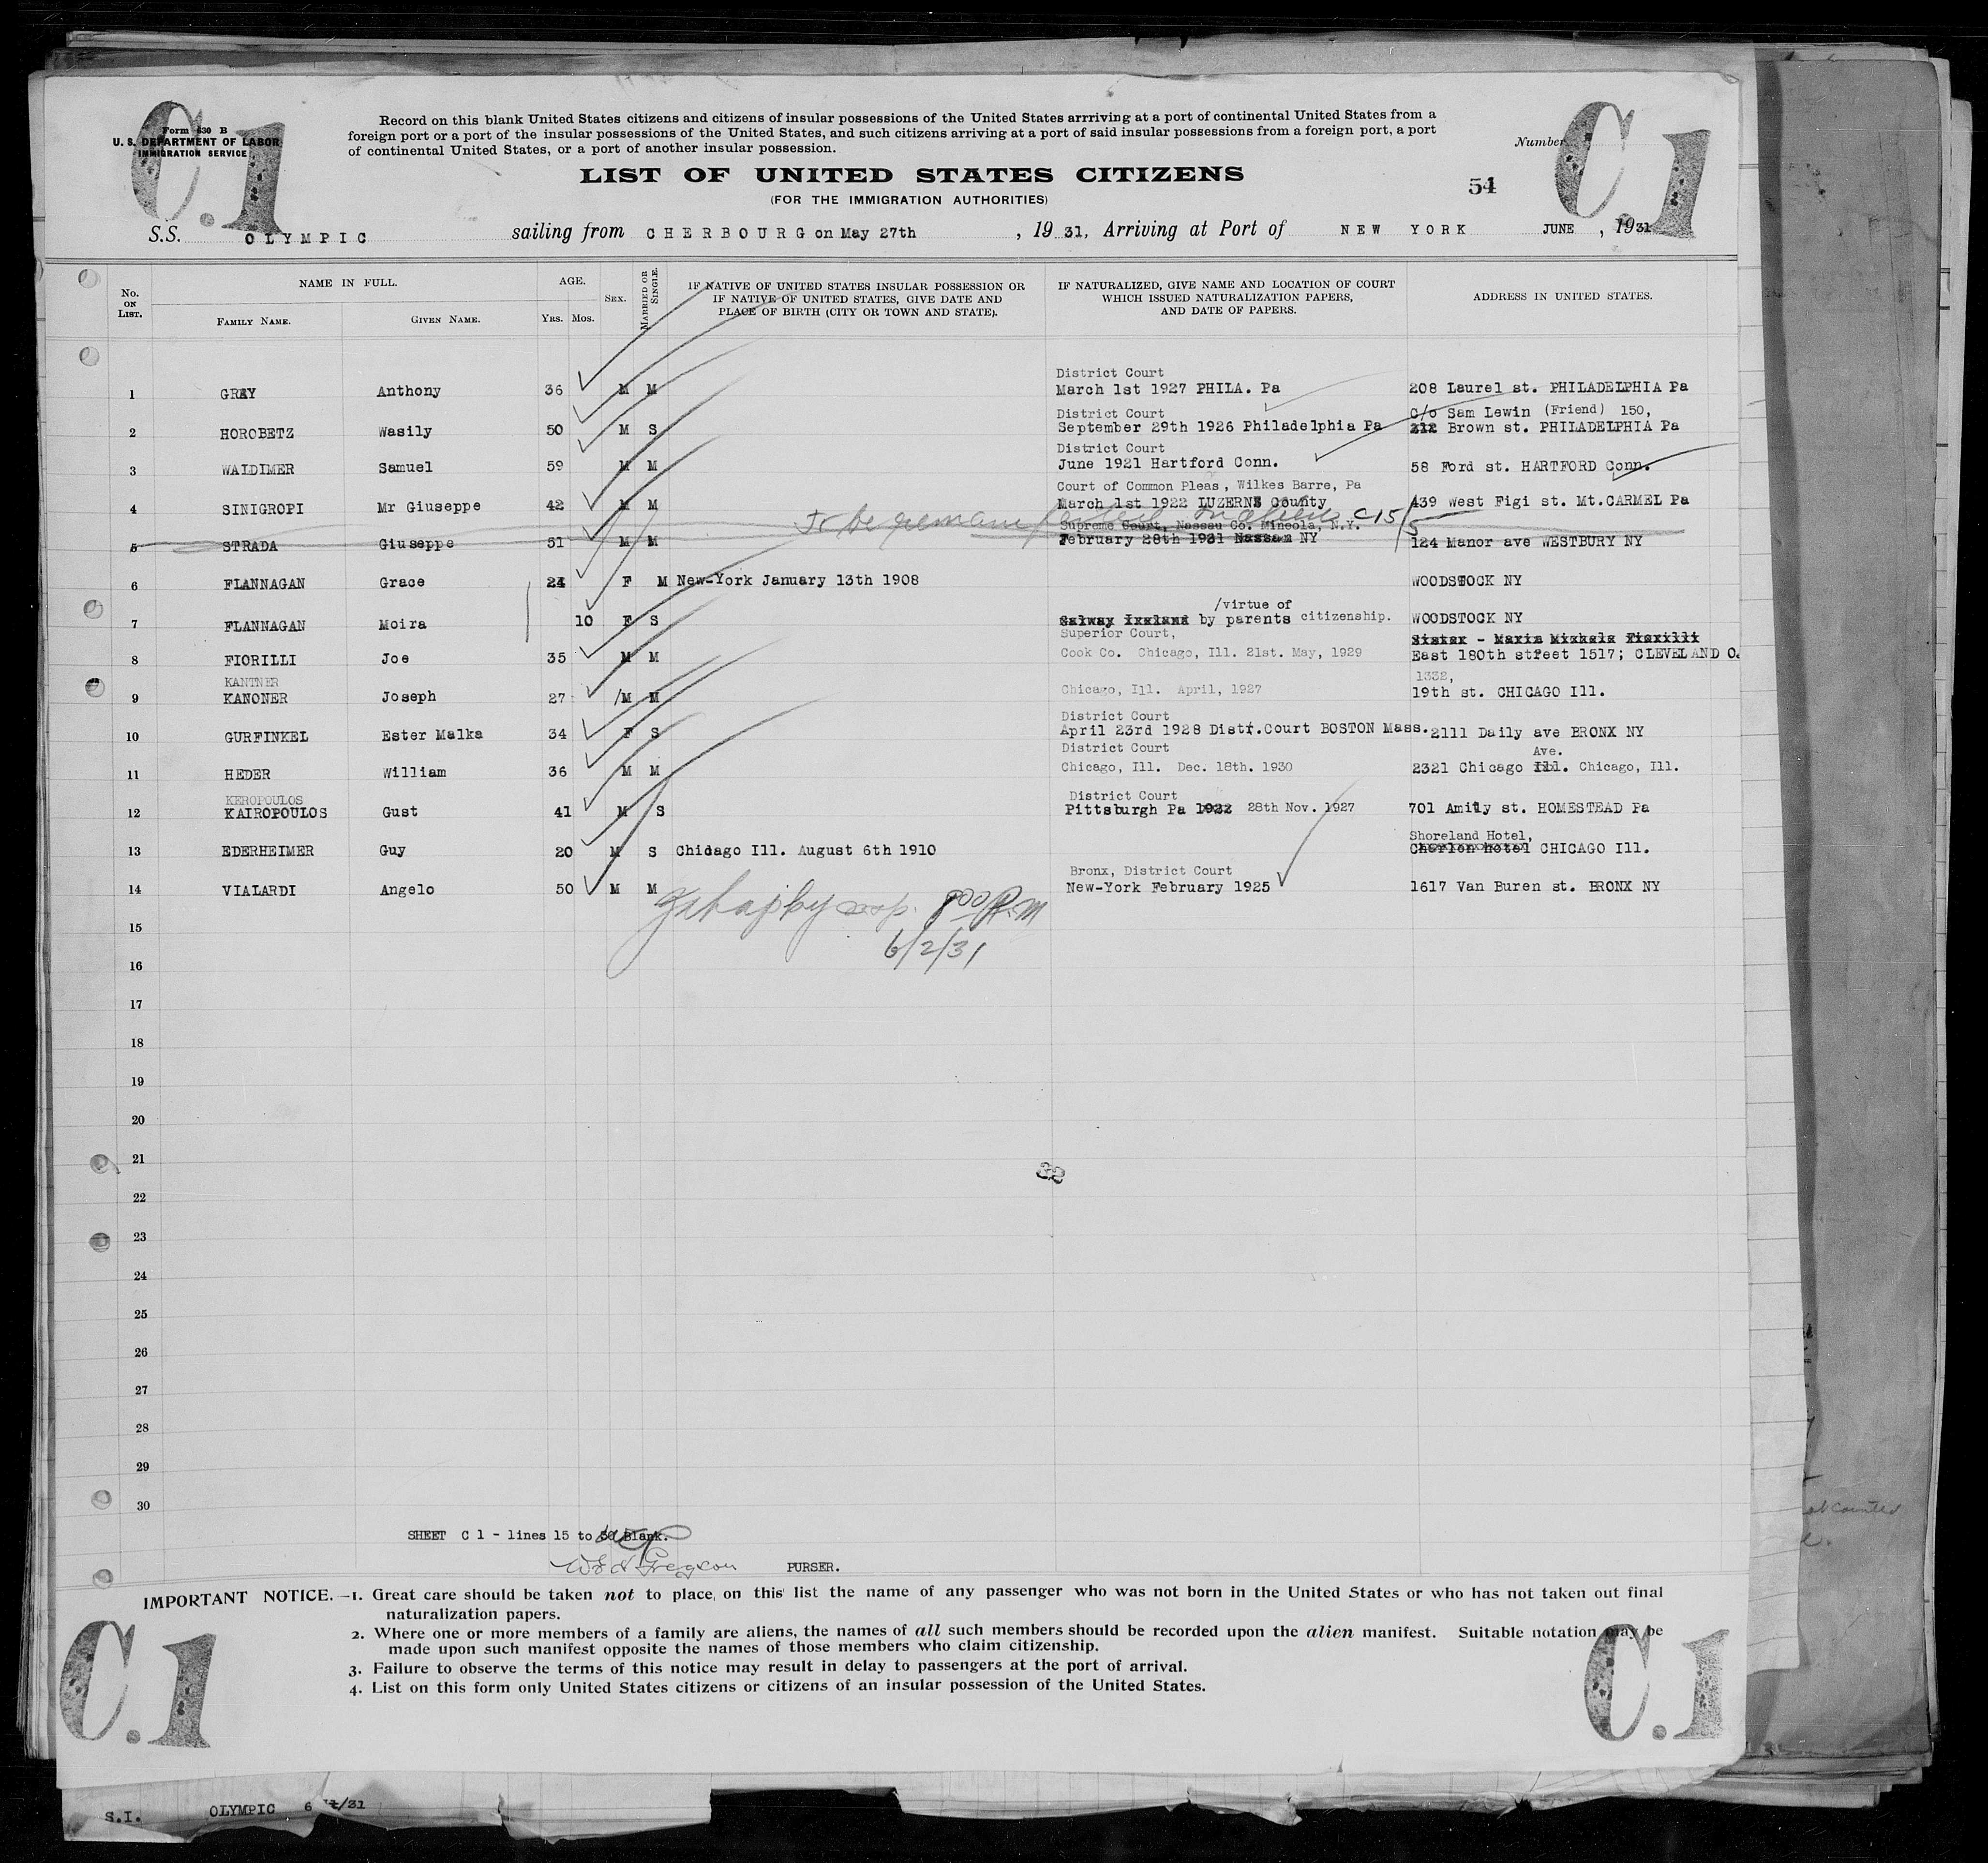 C.1
C.1
Form 630 B
U. S. DEPARTMENT OF LABOR
IMMIGRATION SERVICE
Record on this blank United States citizens and citizens of insular possessions of the United States arrriving at a port of continental United States from a
foreign port or a port of the insular possessions of the United States, and such citizens arriving at a port of said insular possessions from a foreign port, a port
of continental United States, or a port of another insular possession.
Number
LIST OF UNITED STATES CITIZENS
(FOR THE IMMIGRATION AUTHORITIES)
54
S.S. OLYMPIC sailing from CHERBOURG on May 27th, 1931, Arriving at Port of NEW YORK JUNE, 1931
No. ON LIST.
NAME IN FULL.
FAMILY NAME. GIVEN NAME.
AGE.
YRS. MOS.
SEX.
MARRIED OR SINGLE.
IF NATIVE OF UNITED STATES INSULAR POSSESSION OR
IF NATIVE OF UNITED STATES, GIVE DATE AND
PLACE OF BIRTH (CITY OR TOWN AND STATE).
IF NATURALIZED, GIVE NAME AND LOCATION OF COURT
WHICH ISSUED NATURALIZATION PAPERS,
AND DATE OF PAPERS.
ADDRESS IN UNITED STATES.
District Court
1 GRAY Anthony 36 M M March 1st 1927 PHILA. Pa 208 Laurel st. PHILADELPHIA Pa
District Court C/o Sam Lewin (Friend) 150,
2 HOROBETZ Wasily 50 M S September 29th 1926 Philadelphia Pa 212 Brown st. PHILADELPHIA Pa
District Court
3 WALDIMER Samuel 59 M M June 1921 Hartford Conn. 58 Ford st. HARTFORD Conn.
Court of Common Pleas, Wilkes Barre, Pa
4 SINIGROPI Mr Giuseppe 42 M M March 1st 1922 LUZERNE County 439 West Figi st. Mt.CARMEL Pa
To be remanifested on aliens C15/5
Supreme Court, Nassau Co. Mineola, N.Y.
5 STRADA Giuseppe 51 M M February 28th 1931 Nassau NY 124 Manor ave WESTBURY NY
6 FLANNAGAN Grace 24 F M New-York January 13th 1908 WOODSTOCK NY
/virtue of
7 FLANNAGAN Moira 10 F S Galway Ireland by parents citizenship. WOODSTOCK NY
Superior Court, Sister - Maria Michela Fiorilli
8 FIORILLI Joe 35 M M Cook Co. Chicago, Ill. 21st. May, 1929 East 180th street 1517; CLEVELAND O.
KANTNER 1332,
9 KANONER Joseph 27 M M Chicago, Ill. April, 1927 19th st. CHICAGO Ill.
District Court
10 GURFINKEL Ester Malka 34 F S April 23rd 1928 Distr.Court BOSTON Mass. 2111 Daily ave BRONX NY
District Court Ave.
11 HEDER William 36 M M Chicago, Ill. Dec. 18th. 1930 2321 Chicago Ill. Chicago, Ill.
KEROPOULOS District Court
12 KAIROPOULOS Gust 41 M S Pittsburgh Pa 1922 28th Nov. 1927 701 Amity st. HOMESTEAD Pa
Shoreland Hotel,
13 EDERHEIMER Guy 20 M S Chicago Ill. August 6th 1910 Charlon hotel CHICAGO Ill.
Bronx, District Court
14 VIALARDI Angelo 50 M M New-York February 1925 1617 Van Buren st. BRONX NY
6/2/31
15
16
17
18
19
20
21
22
23
24
25
26
27
28
29
30
SHEET C 1 - lines 15 to 30 Blank.
PURSER.
IMPORTANT NOTICE.—1. Great care should be taken not to place, on this list the name of any passenger who was not born in the United States or who has not taken out final
naturalization papers.
2. Where one or more members of a family are aliens, the names of all such members should be recorded upon the alien manifest. Suitable notation may be
made upon such manifest opposite the names of those members who claim citizenship.
3. Failure to observe the terms of this notice may result in delay to passengers at the port of arrival.
4. List on this form only United States citizens or citizens of an insular possession of the United States.
C.1
C.1
S.I. OLYMPIC